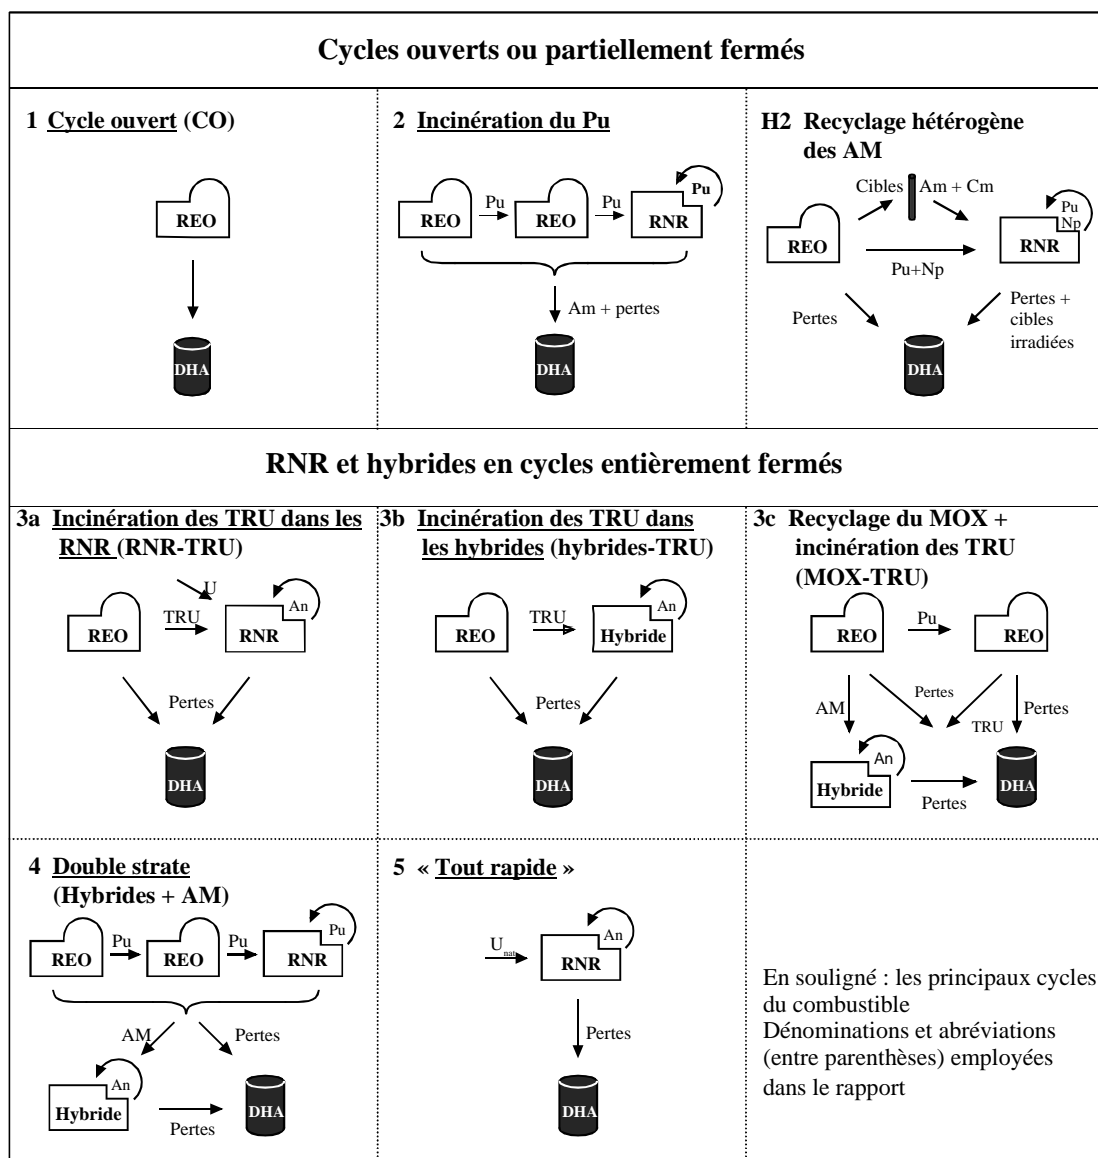 Cycles ouverts ou partiellement fermés
1 Cycle ouvert (CO)
REO
DHA
2 Incinération du Pu
REO
Pu
REO
Pu
RNR
Pu
Am + pertes
DHA
H2 Recyclage hétérogène
des AM
Cibles
Am + Cm
REO
Pu+Np
Pu
Np
RNR
Pertes
Pertes +
cibles
irradiées
DHA
RNR et hybrides en cycles entièrement fermés
3a Incinération des TRU dans les
RNR (RNR-TRU)
U
REO
TRU
An
RNR
Pertes
DHA
3b Incinération des TRU dans
les hybrides (hybrides-TRU)
REO
TRU
An
Hybride
Pertes
DHA
3c Recyclage du MOX +
incinération des TRU
(MOX-TRU)
REO
Pu
REO
AM
Pertes
TRU
Pertes
An
Hybride
Pertes
DHA
4 Double strate
(Hybrides + AM)
REO
Pu
REO
Pu
Pu
RNR
AM
Pertes
An
Hybride
Pertes
DHA
5 « Tout rapide »
Unat
An
RNR
Pertes
DHA
En souligné : les principaux cycles
du combustible
Dénominations et abréviations
(entre parenthèses) employées
dans le rapport